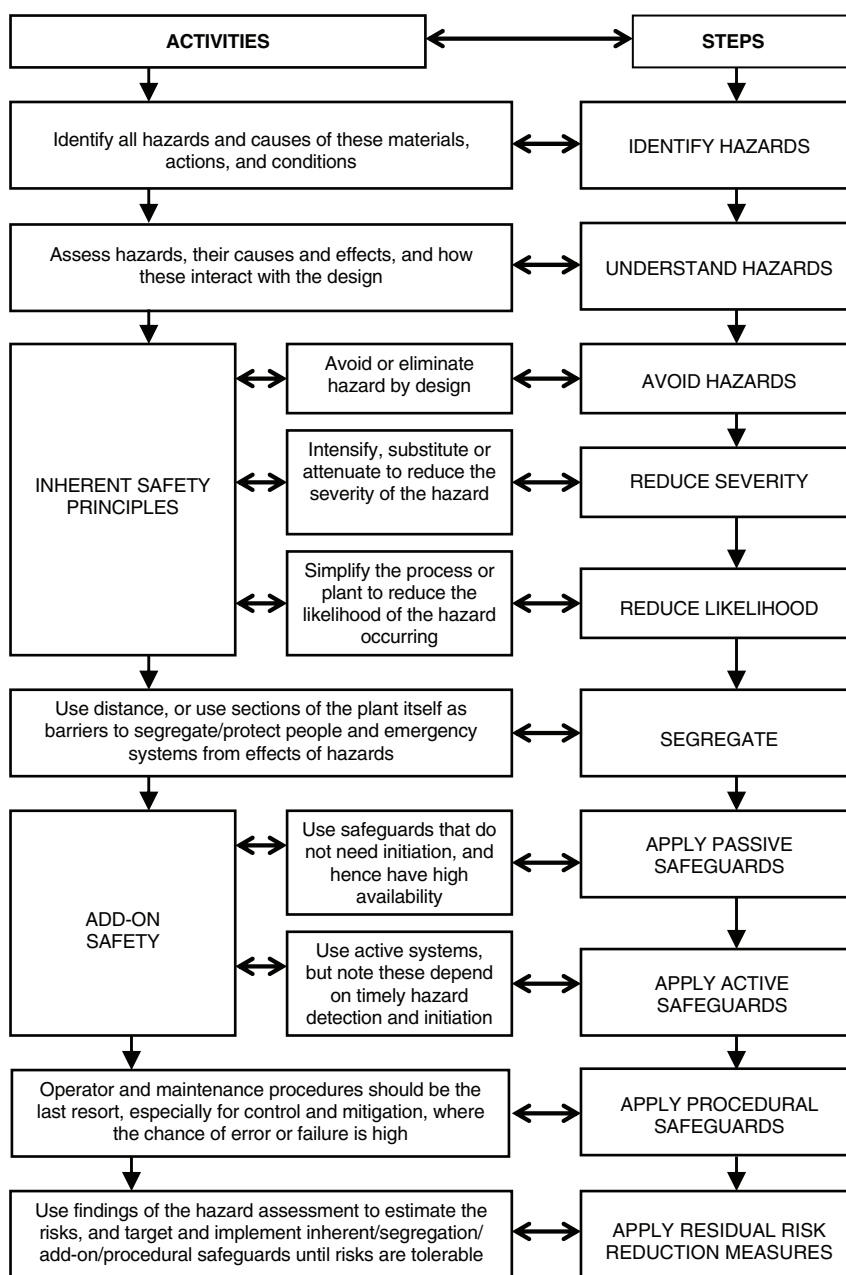 ACTIVITIES
STEPS
Identify all hazards and causes of these materials,
actions, and conditions
IDENTIFY HAZARDS
Assess hazards, their causes and effects, and how
these interact with the design
UNDERSTAND HAZARDS
INHERENT SAFETY
PRINCIPLES
Avoid or eliminate
hazard by design
AVOID HAZARDS
Intensify, substitute or
attenuate to reduce the
severity of the hazard
REDUCE SEVERITY
Simplify the process or
plant to reduce the
likelihood of the hazard
occurring
REDUCE LIKELIHOOD
Use distance, or use sections of the plant itself as
barriers to segregate/protect people and emergency
systems from effects of hazards
SEGREGATE
ADD-ON
SAFETY
Use safeguards that do
not need initiation, and
hence have high
availability
APPLY PASSIVE
SAFEGUARDS
Use active systems,
but note these depend
on timely hazard
detection and initiation
APPLY ACTIVE
SAFEGUARDS
Operator and maintenance procedures should be the
last resort, especially for control and mitigation, where
the chance of error or failure is high
APPLY PROCEDURAL
SAFEGUARDS
Use findings of the hazard assessment to estimate the
risks, and target and implement inherent/segregation/
add-on/procedural safeguards until risks are tolerable
APPLY RESIDUAL RISK
REDUCTION MEASURES